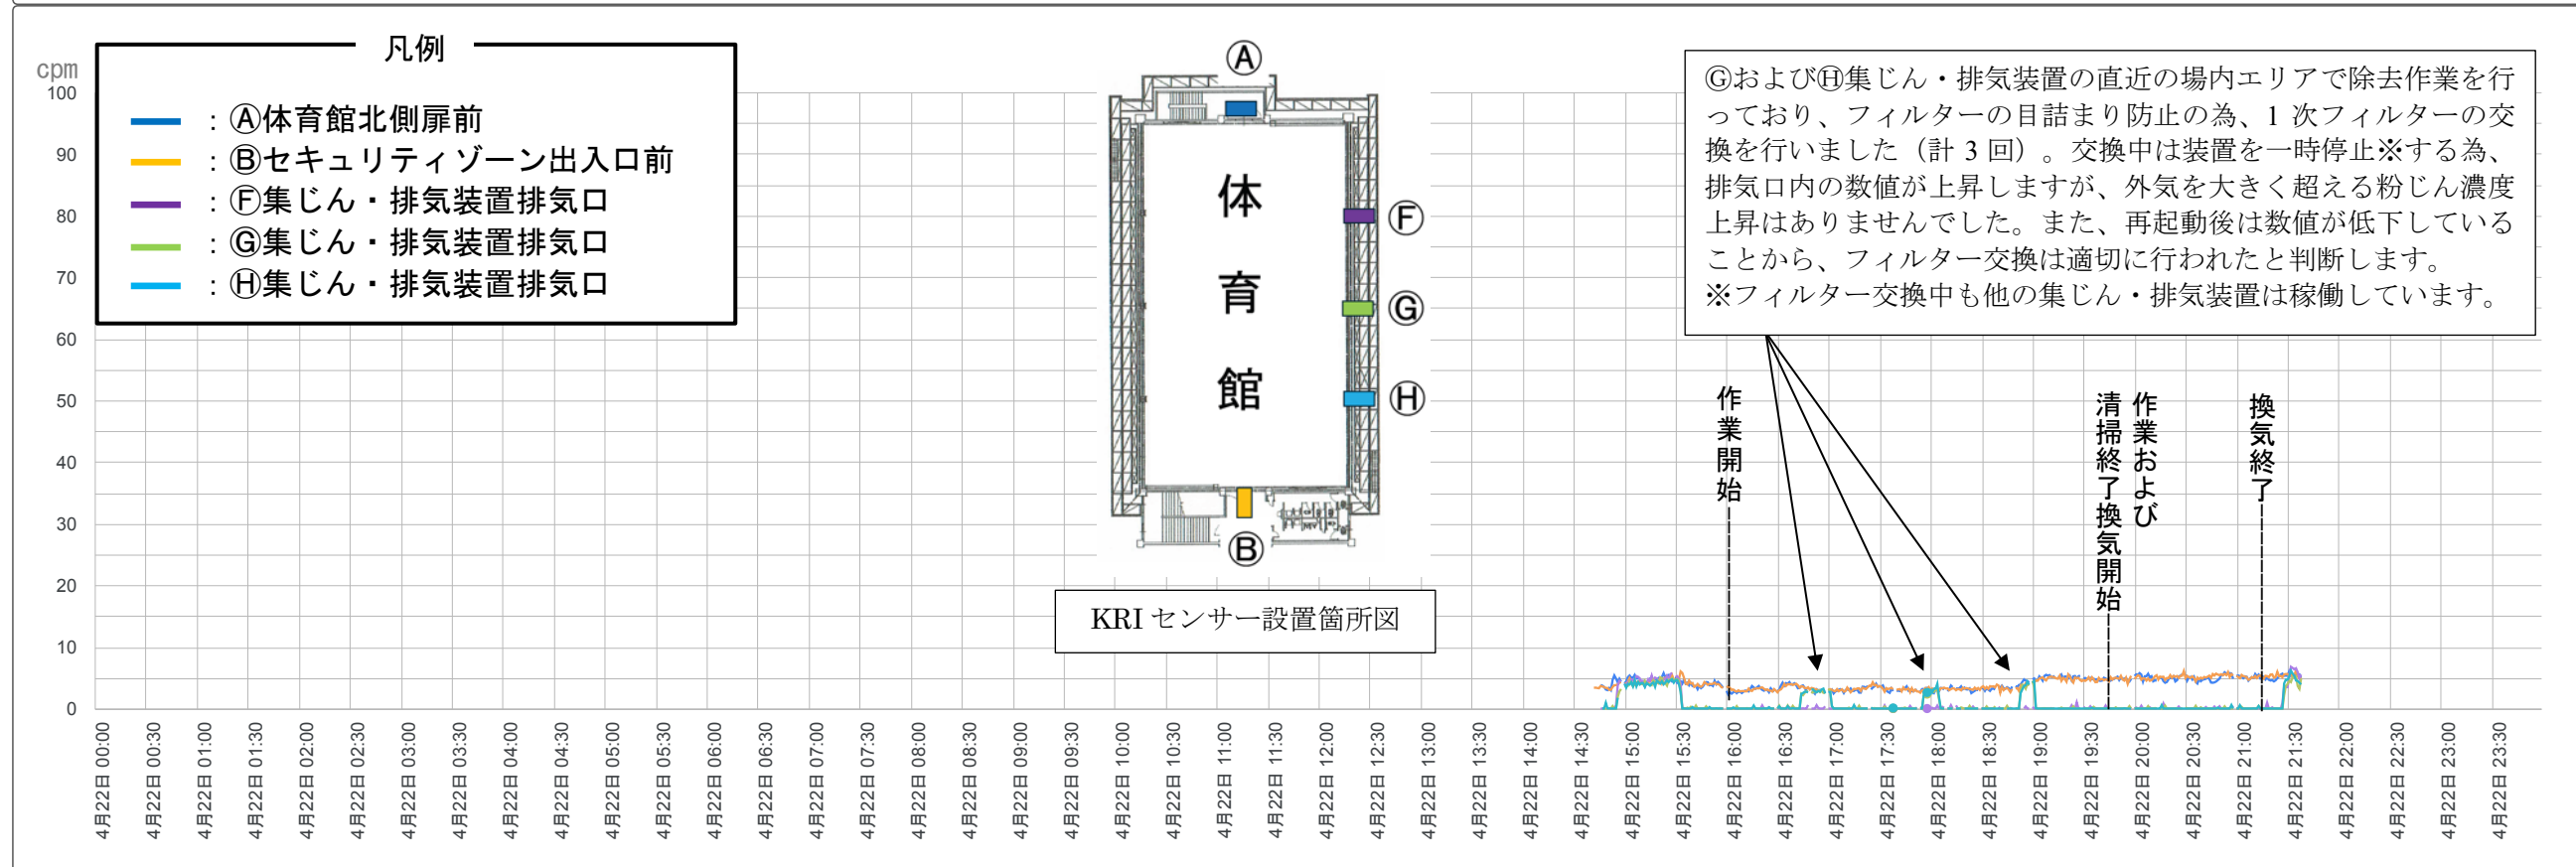 凡例
：Ⓐ体育館北側扉前
：Ⓑセキュリティゾーン出入口前
：Ⓕ集じん・排気装置排気口
：Ⓖ集じん・排気装置排気口
：Ⓗ集じん・排気装置排気口
cpm
100
90
80
70
60
50
40
30
20
10
0
Ⓐ
体育館
Ⓕ
Ⓖ
Ⓗ
Ⓑ
KRI センサー設置箇所図
ⒼおよびⒽ集じん・排気装置の直近の場内エリアで除去作業を行
っており、フィルターの目詰まり防止の為、1 次フィルターの交
換を行いました（計 3 回）。交換中は装置を一時停止※する為、
排気口内の数値が上昇しますが、外気を大きく超える粉じん濃度
上昇はありませんでした。また、再起動後は数値が低下している
ことから、フィルター交換は適切に行われたと判断します。
※フィルター交換中も他の集じん・排気装置は稼働しています。
作業開始
作業および
清掃終了換気開始
換気終了
4月22日 00:00
4月22日 00:30
4月22日 01:00
4月22日 01:30
4月22日 02:00
4月22日 02:30
4月22日 03:00
4月22日 03:30
4月22日 04:00
4月22日 04:30
4月22日 05:00
4月22日 05:30
4月22日 06:00
4月22日 06:30
4月22日 07:00
4月22日 07:30
4月22日 08:00
4月22日 08:30
4月22日 09:00
4月22日 09:30
4月22日 10:00
4月22日 10:30
4月22日 11:00
4月22日 11:30
4月22日 12:00
4月22日 12:30
4月22日 13:00
4月22日 13:30
4月22日 14:00
4月22日 14:30
4月22日 15:00
4月22日 15:30
4月22日 16:00
4月22日 16:30
4月22日 17:00
4月22日 17:30
4月22日 18:00
4月22日 18:30
4月22日 19:00
4月22日 19:30
4月22日 20:00
4月22日 20:30
4月22日 21:00
4月22日 21:30
4月22日 22:00
4月22日 22:30
4月22日 23:00
4月22日 23:30